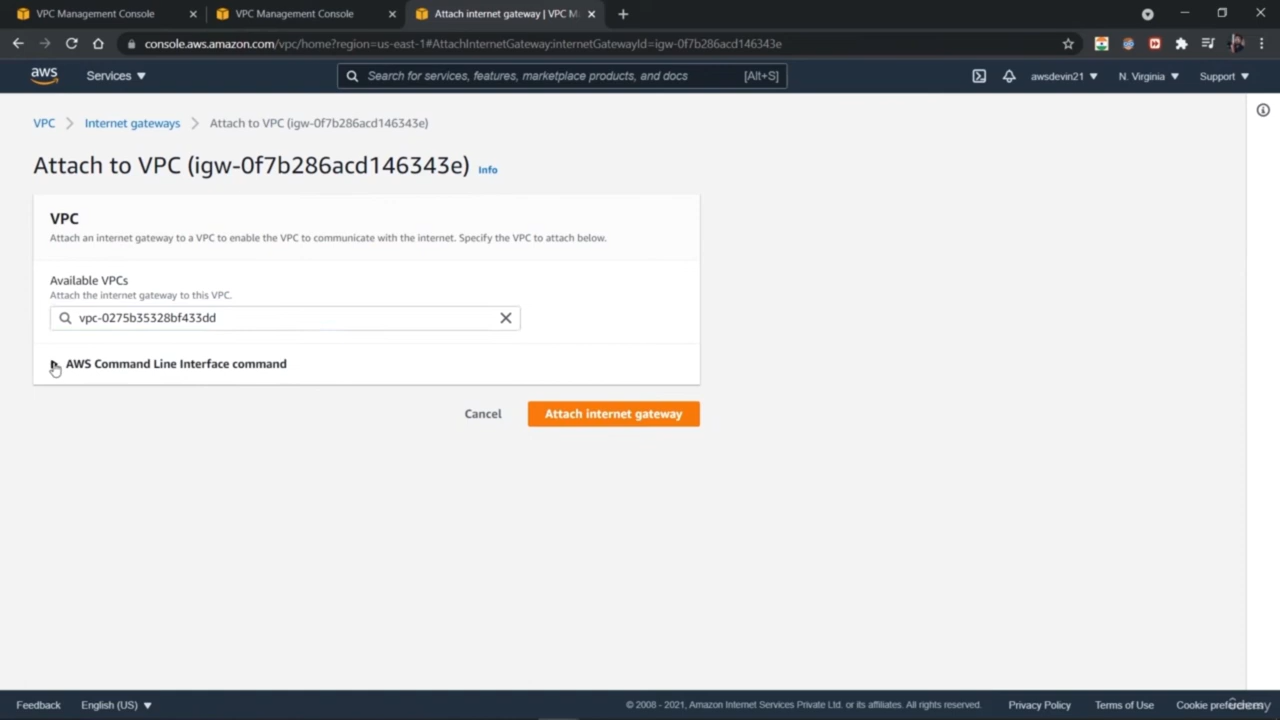 VPC Management Console
VPC Management Console
Attach internet gateway | VPC M
console.aws.amazon.com/vpc/home?region=us-east-1#AttachInternetGateway:internetGatewayId=igw-0f7b286acd146343e
aws
Services
Search for services, features, marketplace products, and docs
[Alt+S]
awsdevin21
N. Virginia
Support
VPC
Internet gateways
Attach to VPC (igw-0f7b286acd146343e)
Attach to VPC (igw-0f7b286acd146343e)
Info
VPC
Attach an internet gateway to a VPC to enable the VPC to communicate with the internet. Specify the VPC to attach below.
Available VPCs
Attach the internet gateway to this VPC.
vpc-0275b35328bf433dd
AWS Command Line Interface command
Cancel
Attach internet gateway
Feedback
English (US)
© 2008 - 2021, Amazon Internet Services Private Ltd. or its affiliates. All rights reserved.
Privacy Policy
Terms of Use
Cookie preferences